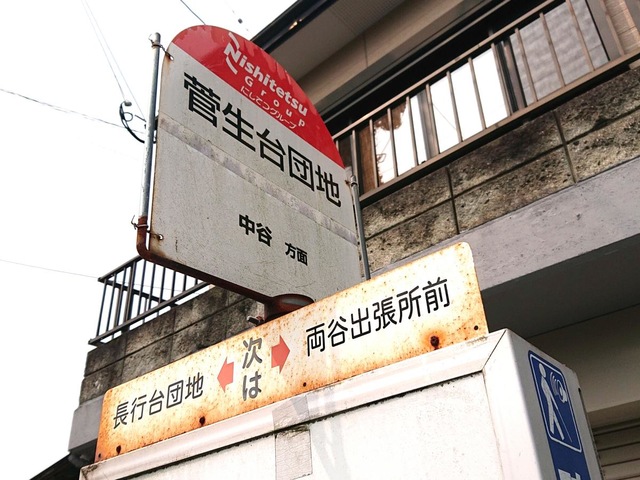 Nishitetsu
Group
にしてつグループ
菅生台団地
中谷 方面
長行台団地 ← 次は → 両谷出張所前